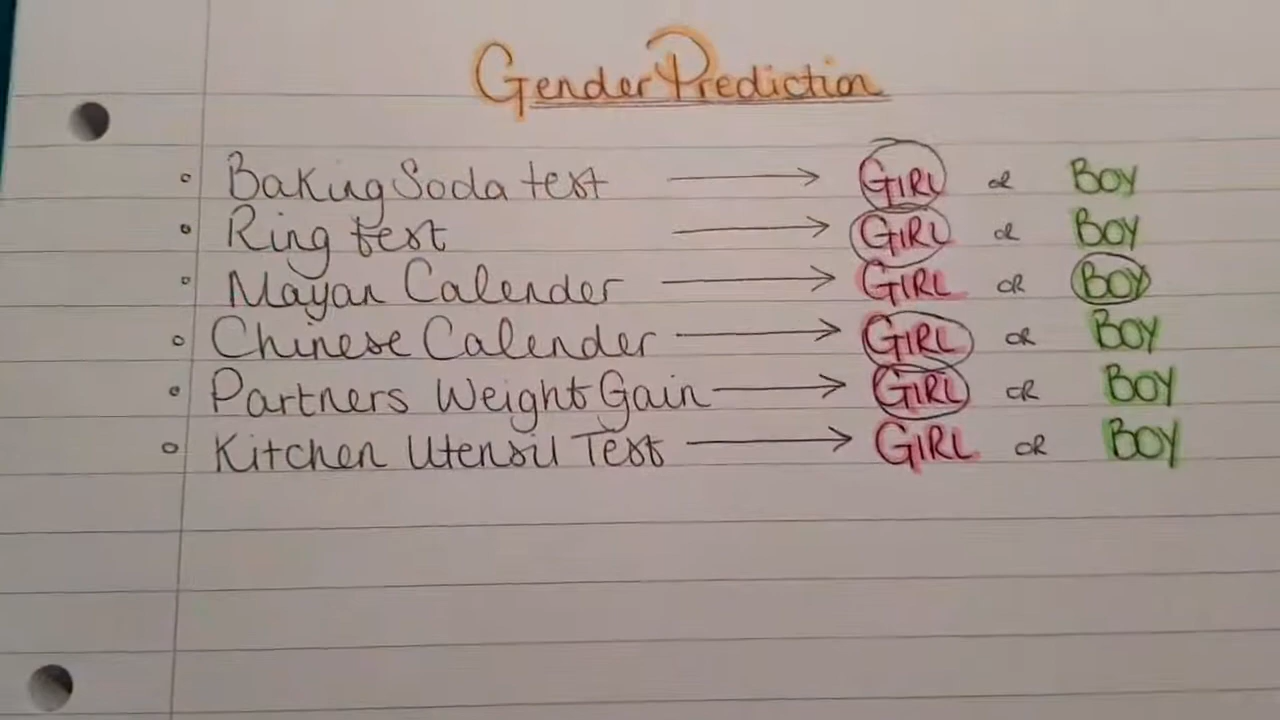 Gender Prediction
Baking Soda test → GIRL or BOY
Ring test → GIRL or BOY
Mayan Calender → GIRL OR BOY
Chinese Calender → GIRL OR BOY
Partners Weight Gain → GIRL OR BOY
Kitchen Utensil Test → GIRL OR BOY